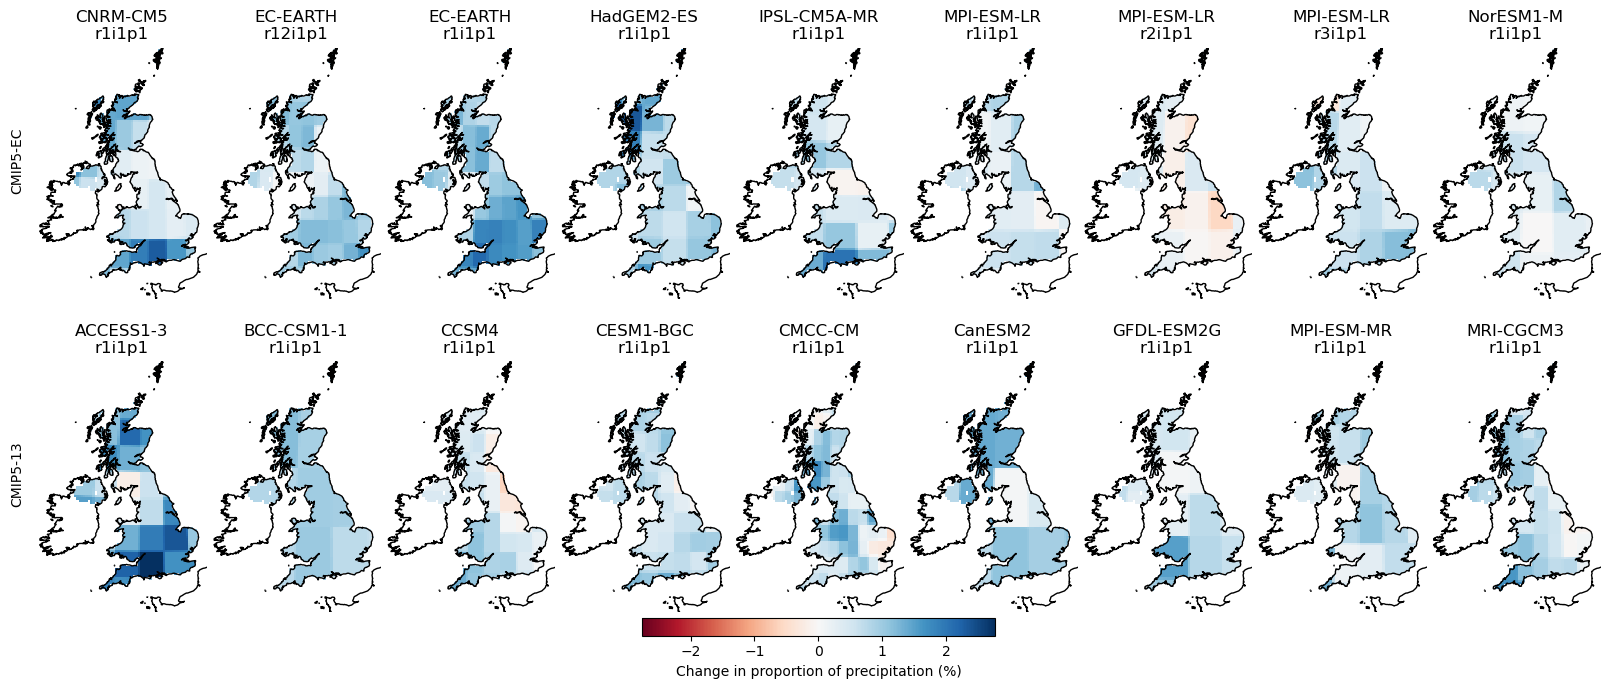 CNRM-CM5
r1i1p1
EC-EARTH
r12i1p1
EC-EARTH
r1i1p1
HadGEM2-ES
r1i1p1
IPSL-CM5A-MR
r1i1p1
MPI-ESM-LR
r1i1p1
MPI-ESM-LR
r2i1p1
MPI-ESM-LR
r3i1p1
NorESM1-M
r1i1p1
CMIP5-EC
ACCESS1-3
r1i1p1
BCC-CSM1-1
r1i1p1
CCSM4
r1i1p1
CESM1-BGC
r1i1p1
CMCC-CM
r1i1p1
CanESM2
r1i1p1
GFDL-ESM2G
r1i1p1
MPI-ESM-MR
r1i1p1
MRI-CGCM3
r1i1p1
CMIP5-13
−2 −1 0 1 2
Change in proportion of precipitation (%)